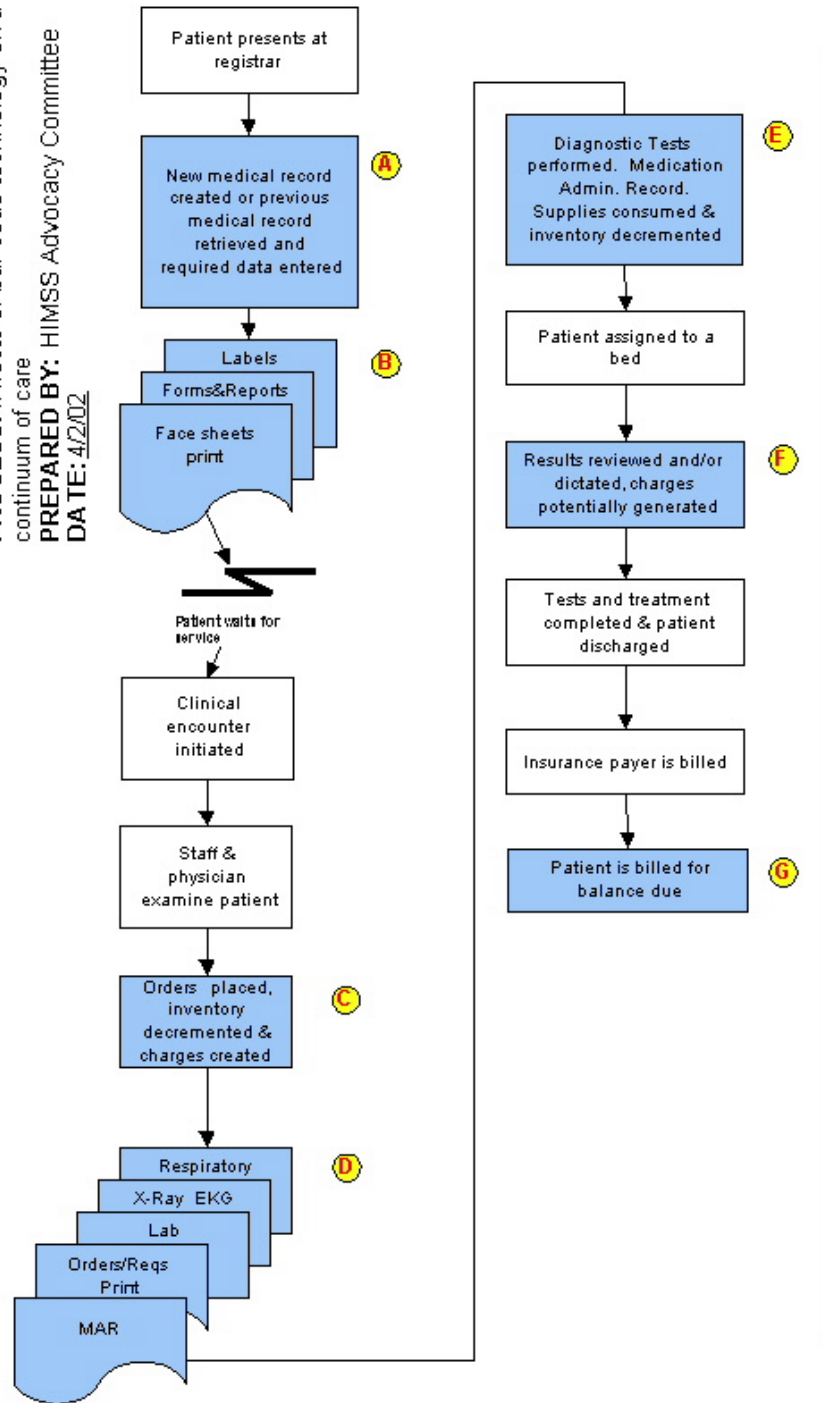 continuum of care
PREPARED BY: HIMSS Advocacy Committee
DATE: 4/2/02
Patient presents at
registrar
New medical record
created or previous
medical record
retrieved and
required data entered
A
Labels
Forms&Reports
Face sheets
print
B
Patient waits for
service
Clinical
encounter
initiated
Staff &
physician
examine patient
Orders placed,
inventory
decremented &
charges created
C
Respiratory
X-Ray EKG
Lab
Orders/Reqs
Print
MAR
D
Diagnostic Tests
performed. Medication
Admin. Record.
Supplies consumed &
inventory decremented
E
Patient assigned to a
bed
Results reviewed and/or
dictated, charges
potentially generated
F
Tests and treatment
completed & patient
discharged
Insurance payer is billed
Patient is billed for
balance due
G